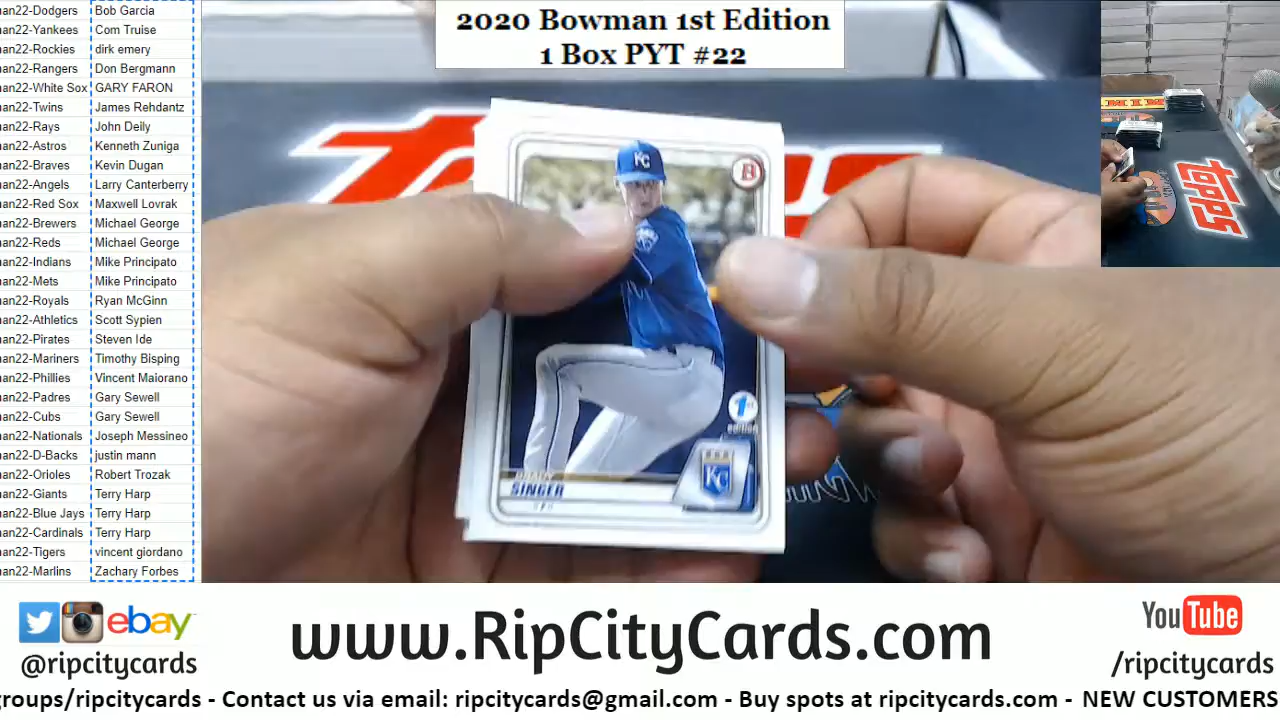 2020 Bowman 1st Edition
1 Box PYT #22
nan22-Dodgers Bob Garcia
nan22-Yankees Com Truise
nan22-Rockies dirk emery
nan22-Rangers Don Bergmann
nan22-White Sox GARY FARON
nan22-Twins James Rehdantz
nan22-Rays John Deily
nan22-Astros Kenneth Zuniga
nan22-Braves Kevin Dugan
nan22-Angels Larry Canterberry
nan22-Red Sox Maxwell Lovrak
nan22-Brewers Michael George
nan22-Reds Michael George
nan22-Indians Mike Principato
nan22-Mets Mike Principato
nan22-Royals Ryan McGinn
nan22-Athletics Scott Sypien
nan22-Pirates Steven Ide
nan22-Mariners Timothy Bisping
nan22-Phillies Vincent Maiorano
nan22-Padres Gary Sewell
nan22-Cubs Gary Sewell
nan22-Nationals Joseph Messineo
nan22-D-Backs justin mann
nan22-Orioles Robert Trozak
nan22-Giants Terry Harp
nan22-Blue Jays Terry Harp
nan22-Cardinals Terry Harp
nan22-Tigers vincent giordano
nan22-Marlins Zachary Forbes
KC
B
1st
edition
KC
BRADY
SINGER
topps
ebay
@ripcitycards
www.RipCityCards.com
YouTube
/ripcitycards
groups/ripcitycards - Contact us via email: ripcitycards@gmail.com - Buy spots at ripcitycards.com - NEW CUSTOMERS